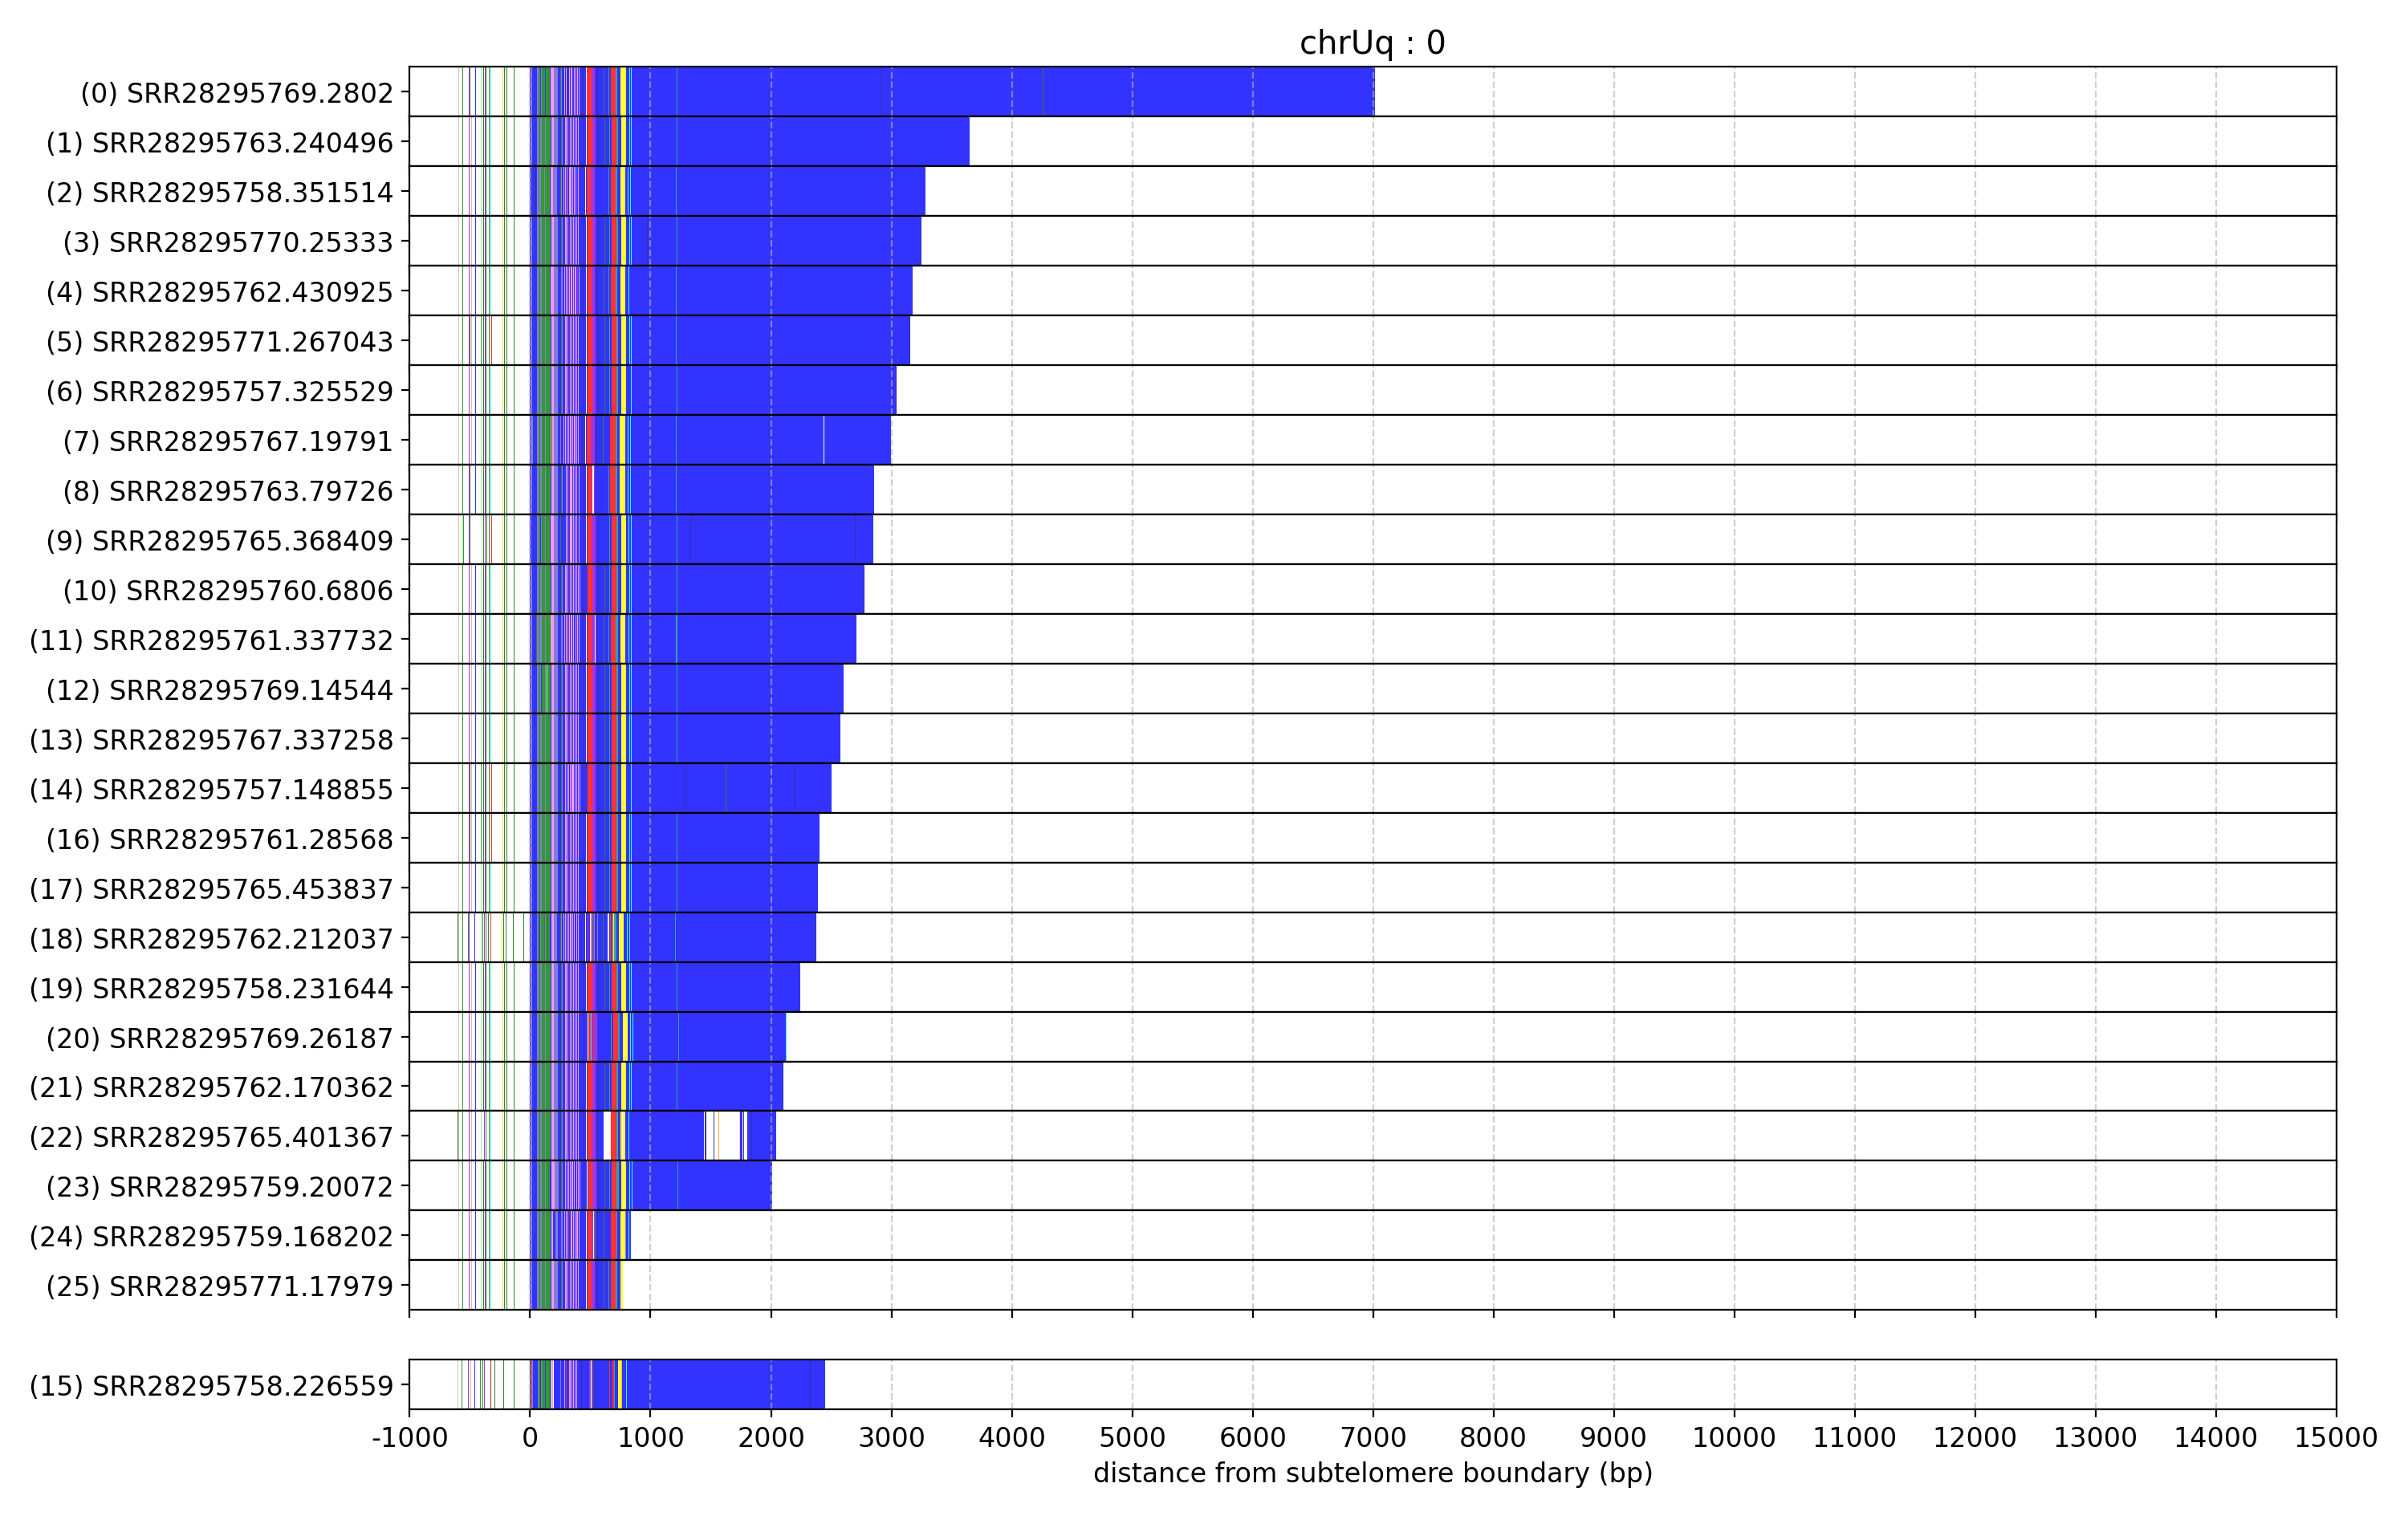 chrUq : 0
(0) SRR28295769.2802
(1) SRR28295763.240496
(2) SRR28295758.351514
(3) SRR28295770.25333
(4) SRR28295762.430925
(5) SRR28295771.267043
(6) SRR28295757.325529
(7) SRR28295767.19791
(8) SRR28295763.79726
(9) SRR28295765.368409
(10) SRR28295760.6806
(11) SRR28295761.337732
(12) SRR28295769.14544
(13) SRR28295767.337258
(14) SRR28295757.148855
(16) SRR28295761.28568
(17) SRR28295765.453837
(18) SRR28295762.212037
(19) SRR28295758.231644
(20) SRR28295769.26187
(21) SRR28295762.170362
(22) SRR28295765.401367
(23) SRR28295759.20072
(24) SRR28295759.168202
(25) SRR28295771.17979
(15) SRR28295758.226559
-1000 0 1000 2000 3000 4000 5000 6000 7000 8000 9000 10000 11000 12000 13000 14000 15000
distance from subtelomere boundary (bp)